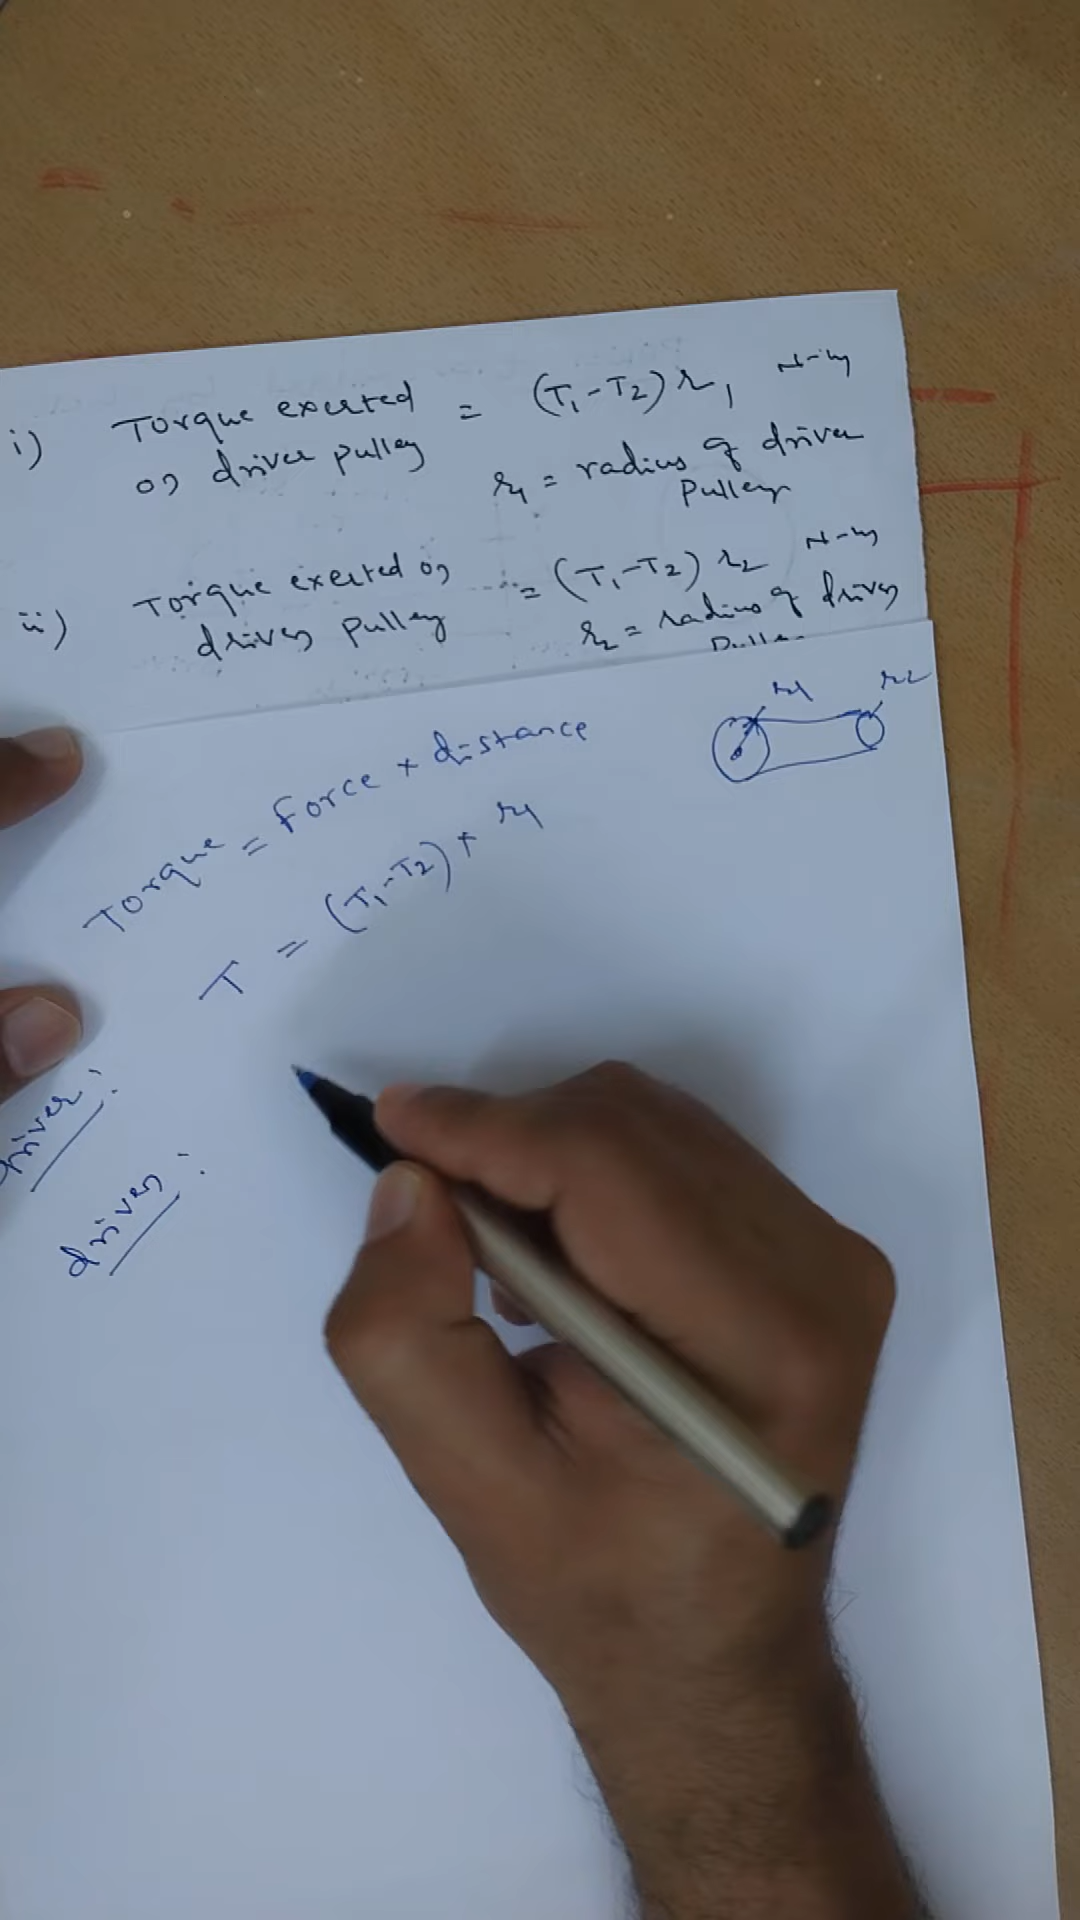 i) Torque exerted = (T₁-T₂) r₁ N-m
on driver pulley
r₁ = radius of driver
pulley
ii) Torque exerted on = (T₁-T₂) r₂ N-m
driven pulley
r₂ = radius of driven
r₁ r₂
Torque = Force × distance
T = (T₁-T₂) × r₁
driver:
driven: